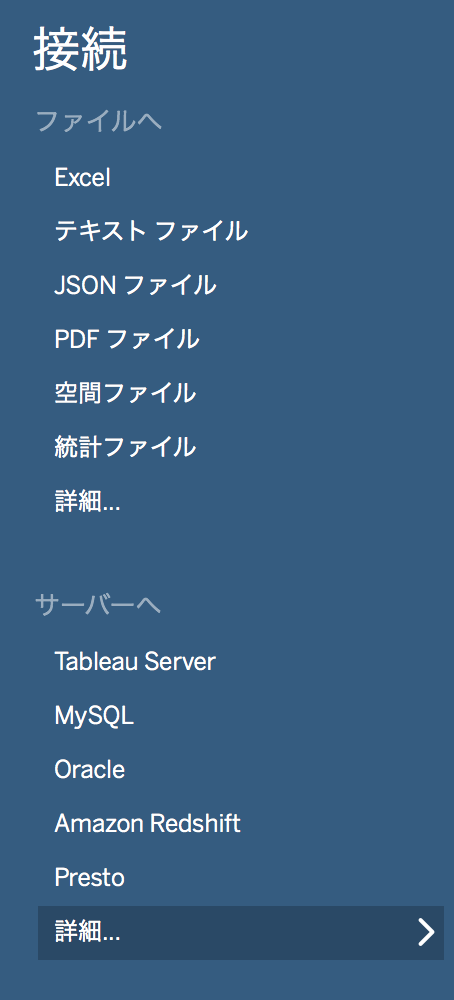 接続
ファイルへ
Excel
テキスト ファイル
JSON ファイル
PDF ファイル
空間ファイル
統計ファイル
詳細...
サーバーへ
Tableau Server
MySQL
Oracle
Amazon Redshift
Presto
詳細...